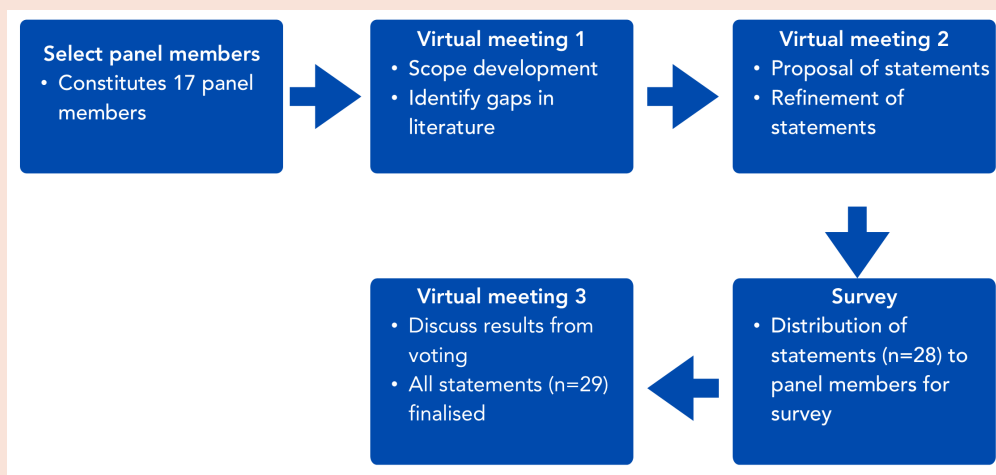 Select panel members
• Constitutes 17 panel
members
Virtual meeting 1
• Scope development
• Identify gaps in
literature
Virtual meeting 2
• Proposal of statements
• Refinement of
statements
Survey
• Distribution of
statements (n=28) to
panel members for
survey
Virtual meeting 3
• Discuss results from
voting
• All statements (n=29)
finalised